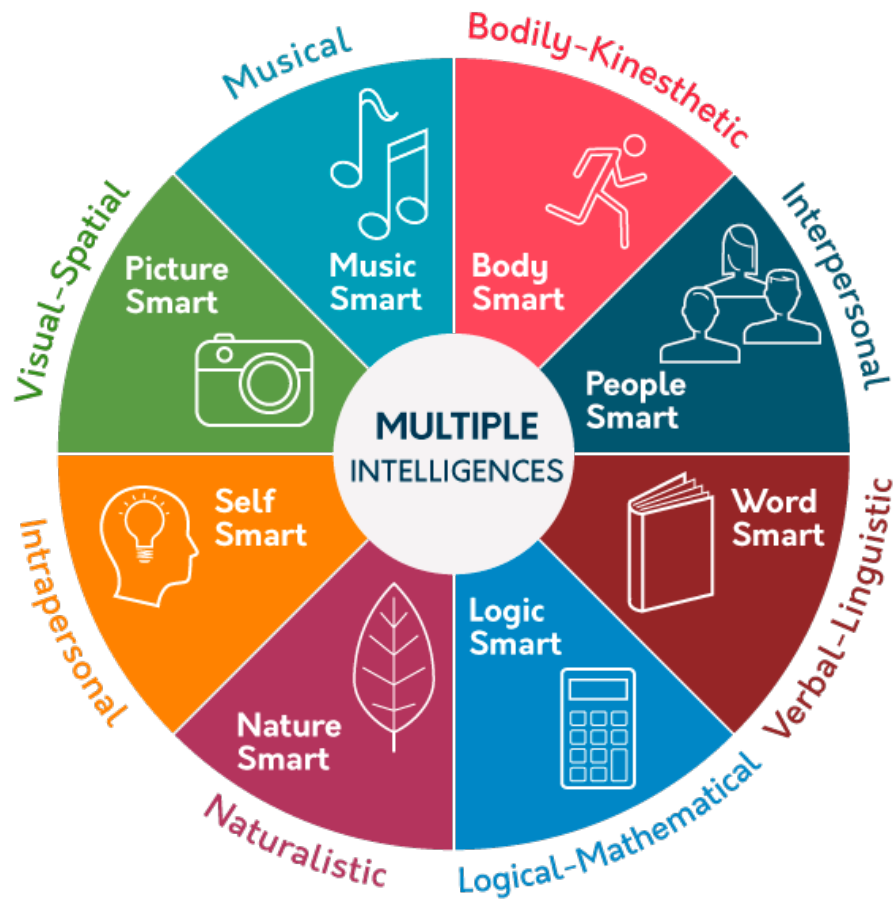 Musical
Bodily-Kinesthetic
Interpersonal
Verbal-Linguistic
Logical-Mathematical
Naturalistic
Intrapersonal
Visual-Spatial
Music
Smart
Body
Smart
People
Smart
Word
Smart
Logic
Smart
Nature
Smart
Self
Smart
Picture
Smart
MULTIPLE
INTELLIGENCES